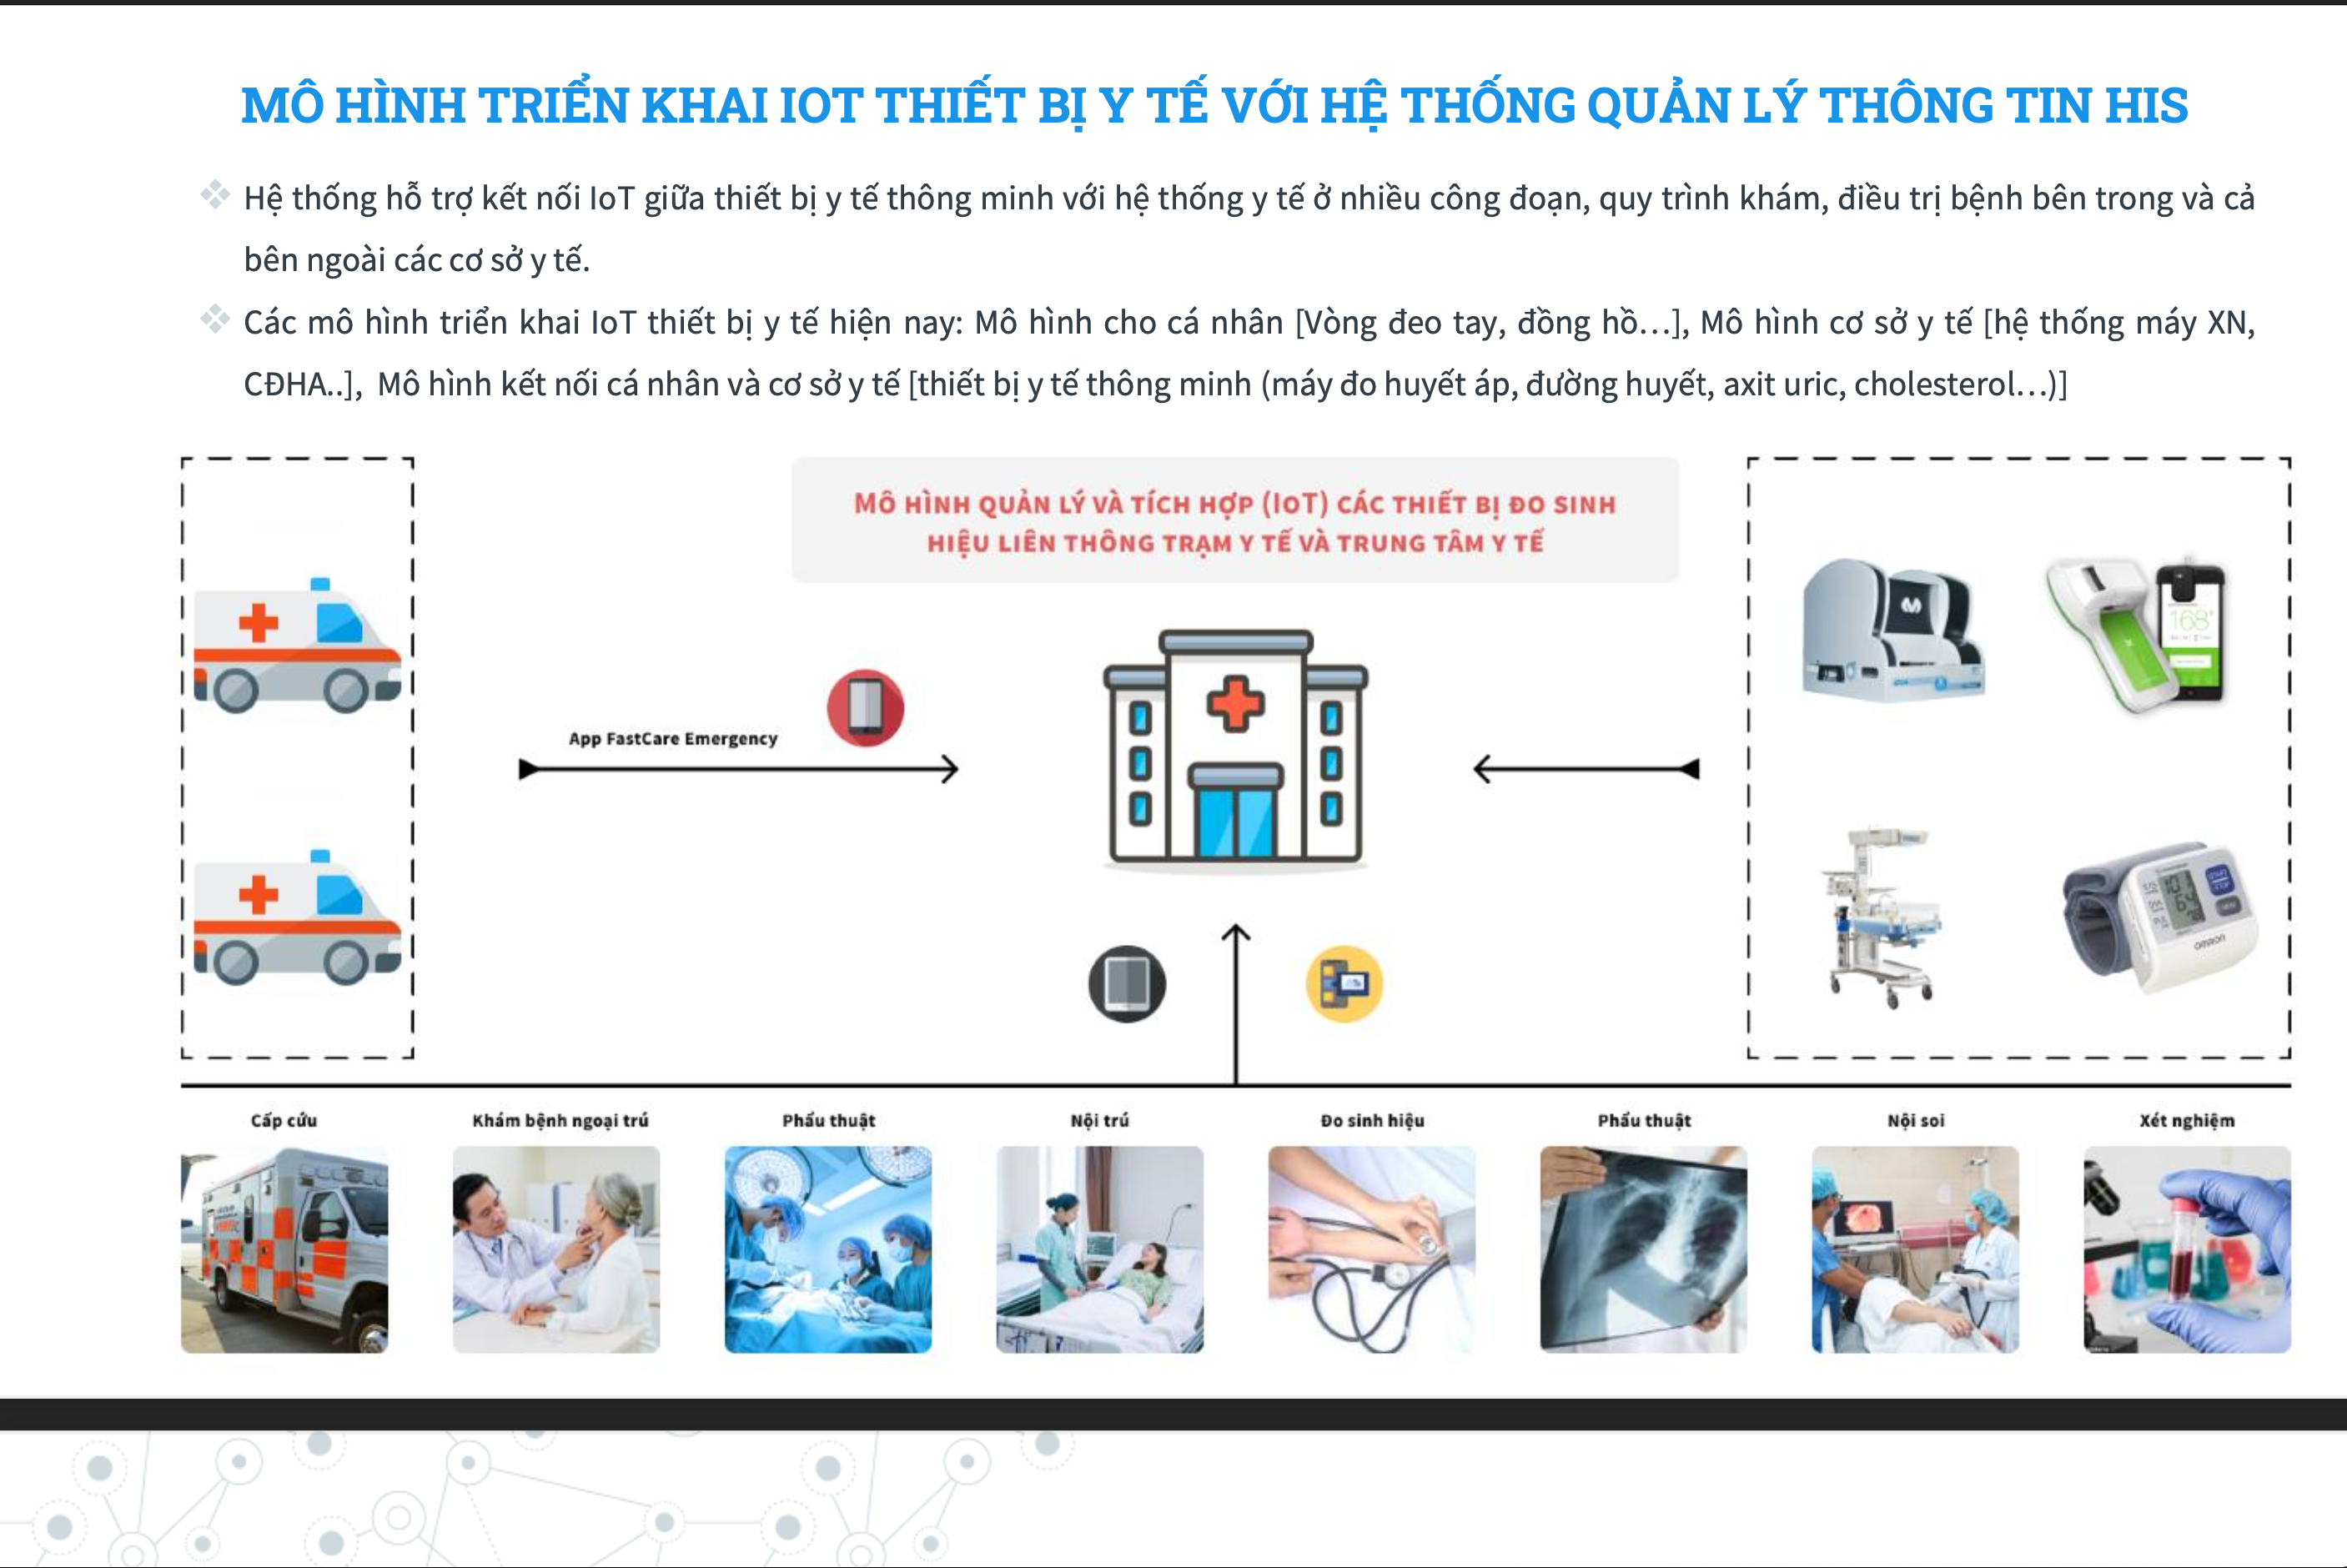 MÔ HÌNH TRIỂN KHAI IOT THIẾT BỊ Y TẾ VỚI HỆ THỐNG QUẢN LÝ THÔNG TIN HIS
Hệ thống hỗ trợ kết nối IoT giữa thiết bị y tế thông minh với hệ thống y tế ở nhiều công đoạn, quy trình khám, điều trị bệnh bên trong và cả
bên ngoài các cơ sở y tế.
Các mô hình triển khai IoT thiết bị y tế hiện nay: Mô hình cho cá nhân [Vòng đeo tay, đồng hồ...], Mô hình cơ sở y tế [hệ thống máy XN,
CĐHA..], Mô hình kết nối cá nhân và cơ sở y tế [thiết bị y tế thông minh (máy đo huyết áp, đường huyết, axit uric, cholesterol...)]
MÔ HÌNH QUẢN LÝ VÀ TÍCH HỢP (IoT) CÁC THIẾT BỊ ĐO SINH
HIỆU LIÊN THÔNG TRẠM Y TẾ VÀ TRUNG TÂM Y TẾ
App FastCare Emergency
168
101
64
OMRON
Cấp cứu
Khám bệnh ngoại trú
Phẩu thuật
Nội trú
Đo sinh hiệu
Phẩu thuật
Nội soi
Xét nghiệm